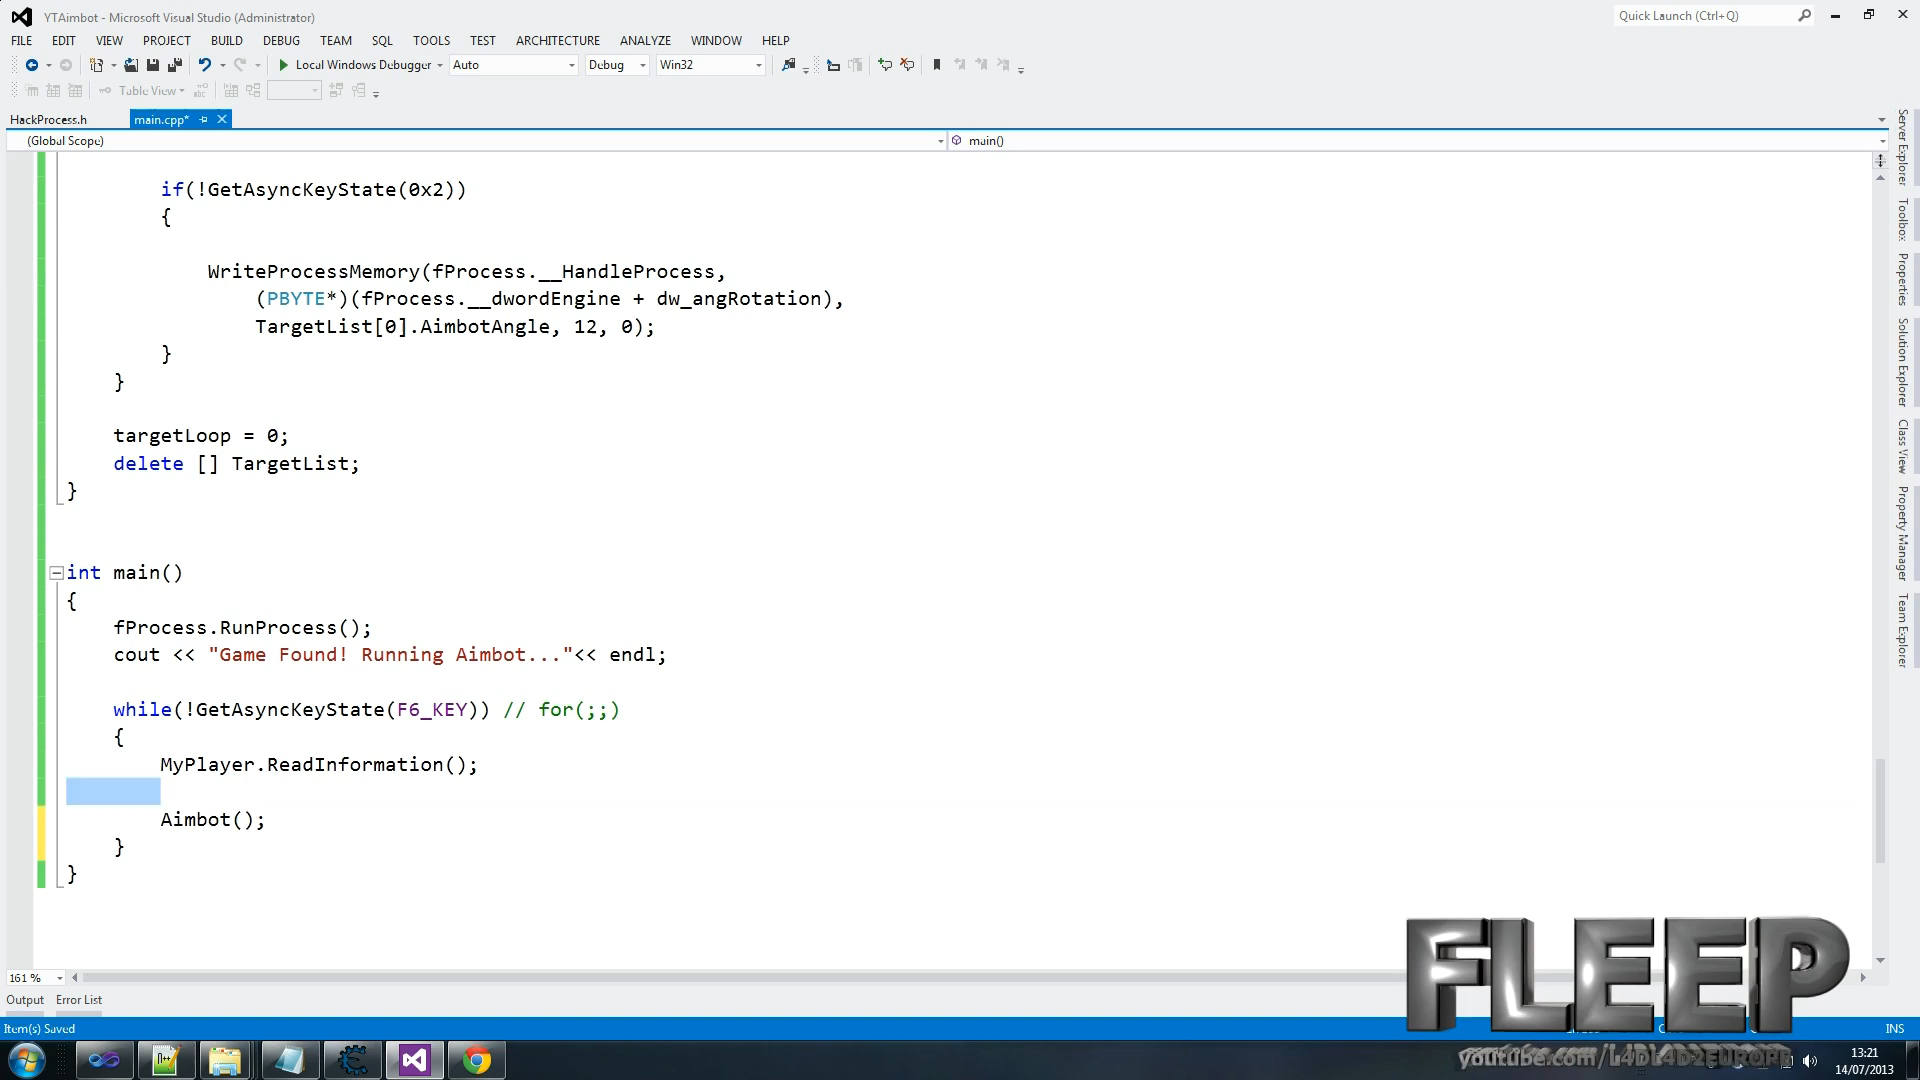 YTAimbot - Microsoft Visual Studio (Administrator)
Quick Launch (Ctrl+Q)
FILE EDIT VIEW PROJECT BUILD DEBUG TEAM SQL TOOLS TEST ARCHITECTURE ANALYZE WINDOW HELP
Local Windows Debugger Auto Debug Win32
Table View
HackProcess.h main.cpp*
(Global Scope) main()
if(!GetAsyncKeyState(0x2))
{
WriteProcessMemory(fProcess.__HandleProcess,
(PBYTE*)(fProcess.__dwordEngine + dw_angRotation),
TargetList[0].AimbotAngle, 12, 0);
}
}
targetLoop = 0;
delete [] TargetList;
}
int main()
{
fProcess.RunProcess();
cout << "Game Found! Running Aimbot..."<< endl;
while(!GetAsyncKeyState(F6_KEY)) // for(;;)
{
MyPlayer.ReadInformation();
Aimbot();
}
}
Server Explorer
Toolbox
Properties
Solution Explorer
Class View
Property Manager
Team Explorer
161 %
Output Error List
Item(s) Saved
INS
FLEEP
youtube.com/L4DL4D2EUROPE
13:21
14/07/2013